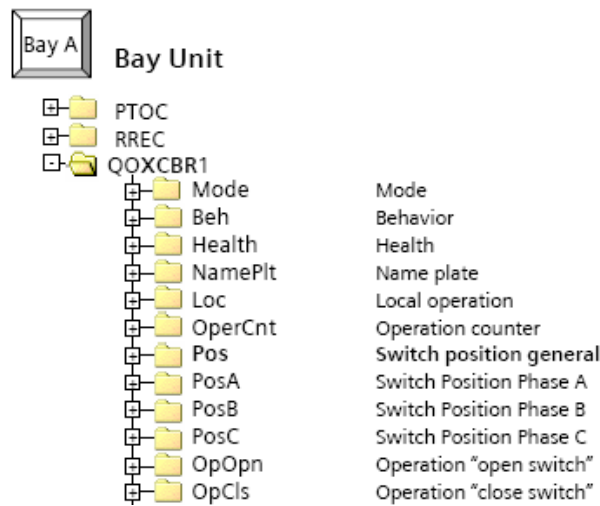 Bay A
Bay Unit
PTOC
RREC
QOXCBR1
Mode Mode
Beh Behavior
Health Health
NamePlt Name plate
Loc Local operation
OperCnt Operation counter
Pos Switch position general
PosA Switch Position Phase A
PosB Switch Position Phase B
PosC Switch Position Phase C
OpOpn Operation "open switch"
OpCls Operation "close switch"